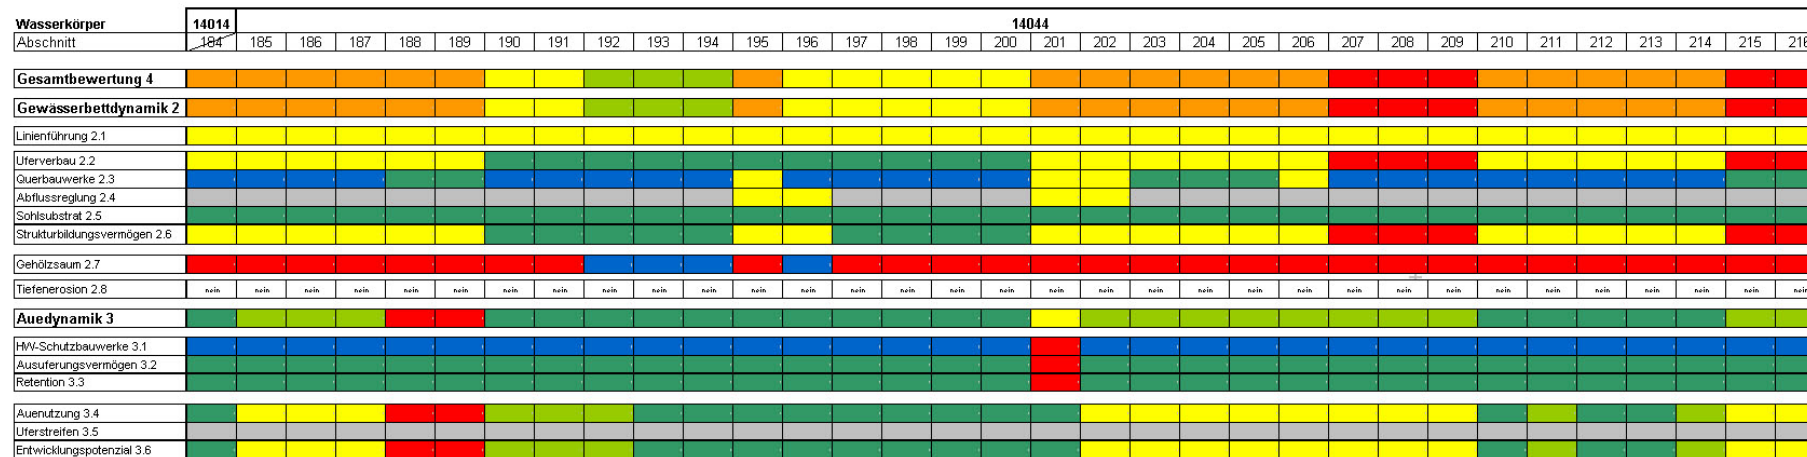 Wasserkörper 14014 14044
Abschnitt 184 185 186 187 188 189 190 191 192 193 194 195 196 197 198 199 200 201 202 203 204 205 206 207 208 209 210 211 212 213 214 215 216
Gesamtbewertung 4
Gewässerbettdynamik 2
Linienführung 2.1
Uferverbau 2.2
Querbauwerke 2.3
Abflussreglung 2.4
Sohlsubstrat 2.5
Strukturbildungsvermögen 2.6
Gehölzsaum 2.7
Tiefenerosion 2.8 nein nein nein nein nein nein nein nein nein nein nein nein nein nein nein nein nein nein nein nein nein nein nein nein nein nein nein nein nein nein nein nein nein
Auedynamik 3
HW-Schutzbauwerke 3.1
Ausuferungsvermögen 3.2
Retention 3.3
Auenutzung 3.4
Uferstreifen 3.5
Entwicklungspotenzial 3.6